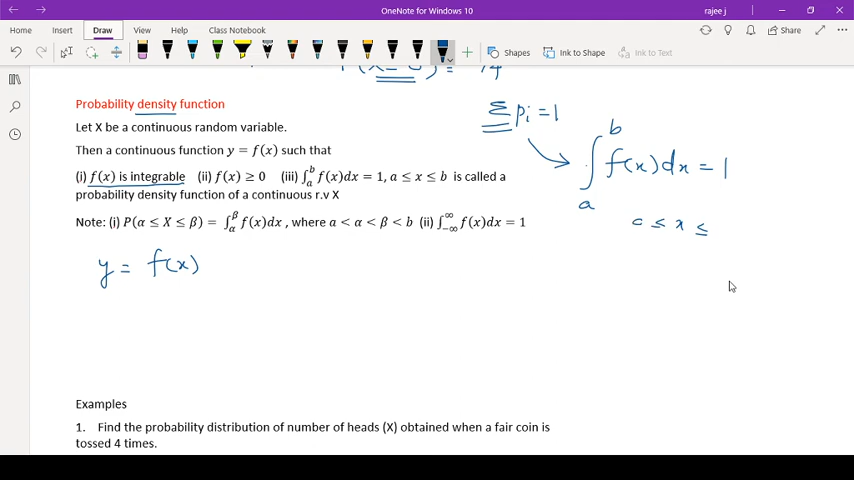 OneNote for Windows 10
rajee j
Home Insert Draw View Help Class Notebook
Share
Shapes Ink to Shape Ink to Text
Probability density function
Σ pi = 1
Let X be a continuous random variable.
Then a continuous function y = f(x) such that
∫_a^b f(x)dx = 1
(i) f(x) is integrable (ii) f(x) ≥ 0 (iii) ∫_a^b f(x)dx = 1, a ≤ x ≤ b is called a
probability density function of a continuous r.v X
≤ x ≤
Note: (i) P(α ≤ X ≤ β) = ∫_α^β f(x)dx , where a < α < β < b (ii) ∫_{-∞}^{∞} f(x)dx = 1
y = f(x)
Examples
1. Find the probability distribution of number of heads (X) obtained when a fair coin is
tossed 4 times.